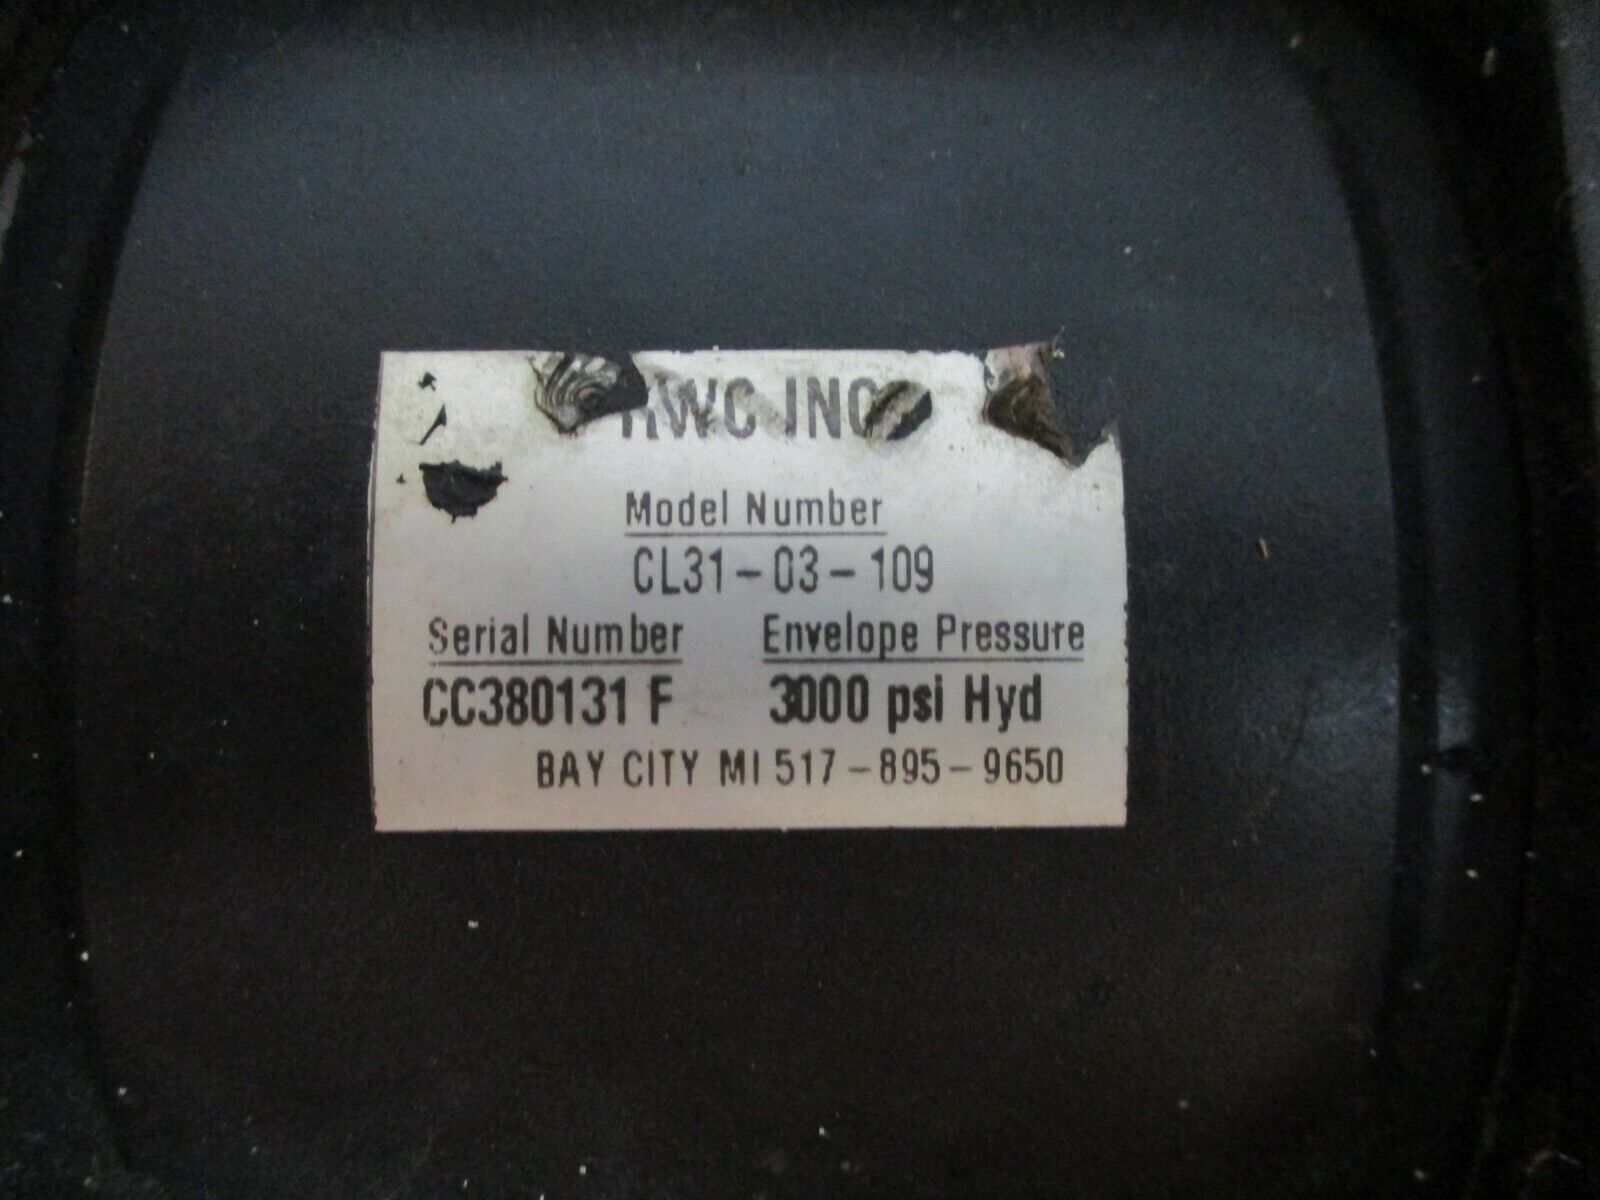 RWC INC
Model Number
CL31-03-109
Serial Number Envelope Pressure
CC380131 F 3000 psi Hyd
BAY CITY MI 517-895-9650